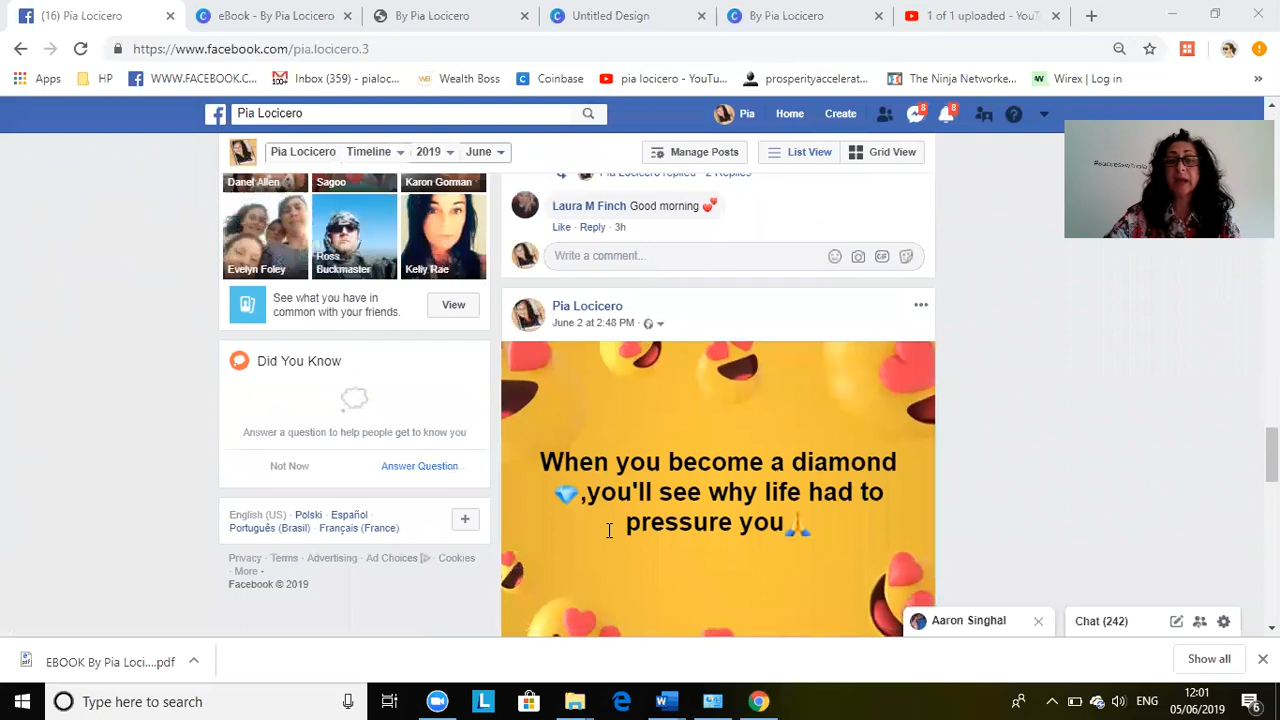 (16) Pia Locicero
eBook - By Pia Locicero
By Pia Locicero
Untitled Design
By Pia Locicero
1 of 1 uploaded - YouT
https://www.facebook.com/pia.locicero.3
Apps
HP
WWW.FACEBOOK.C...
Inbox (359) - pialoc...
Wealth Boss
Coinbase
pia locicero - YouTu...
prosperityaccelerat...
The Ninja Networke...
Wirex | Log in
»
Pia Locicero
Pia
Home
Create
8
8
Pia Locicero
Timeline
2019
June
Manage Posts
List View
Grid View
Danel Allen
Sagoo
Karon Gorman
Pia Locicero replied · 2 Replies
Laura M Finch Good morning 💕
Like · Reply · 3h
Write a comment...
GIF
Evelyn Foley
Ross Buckmaster
Kelly Rae
See what you have in
common with your friends.
View
Pia Locicero
June 2 at 2:48 PM ·
Did You Know
Answer a question to help people get to know you
Not Now
Answer Question...
When you become a diamond
💎,you'll see why life had to
pressure you🙏
English (US) · Polski · Español ·
Português (Brasil) · Français (France)
Privacy · Terms · Advertising · Ad Choices · Cookies
· More
Facebook © 2019
Aaron Singhal
Chat (242)
EBOOK By Pia Loci....pdf
Show all
Type here to search
ENG
12:01
05/06/2019
6